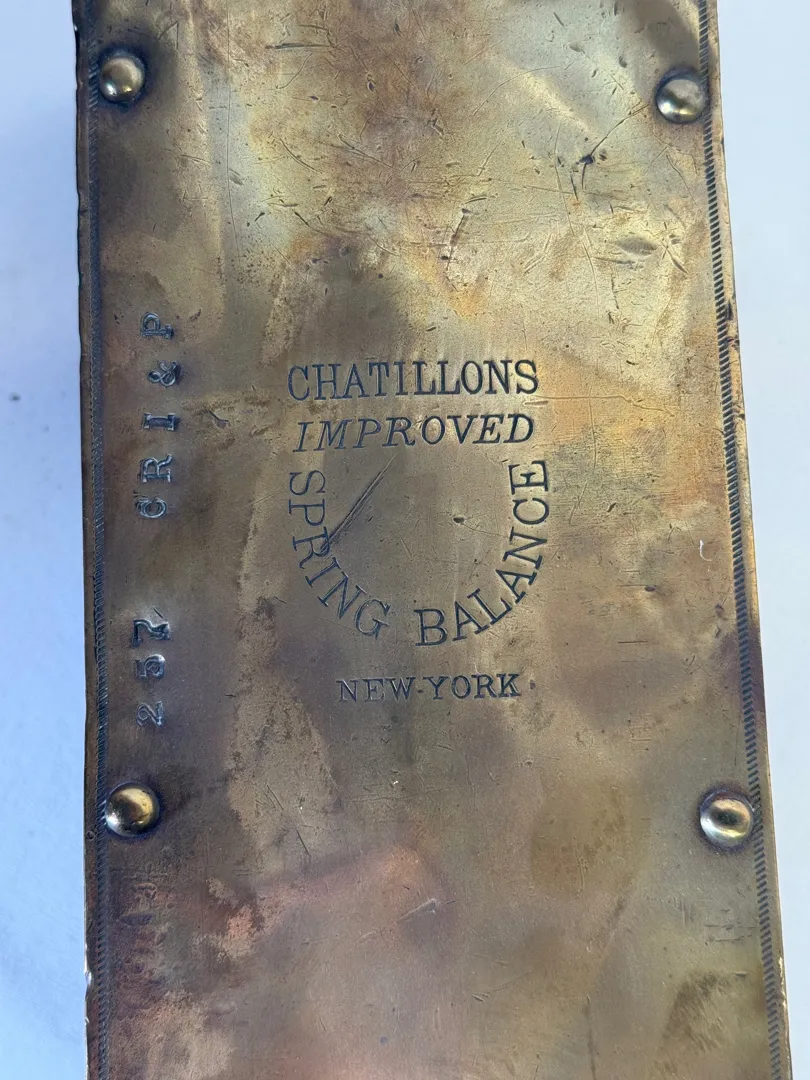 CHATILLONS
IMPROVED
SPRING BALANCE
NEW-YORK
257 CRI&P